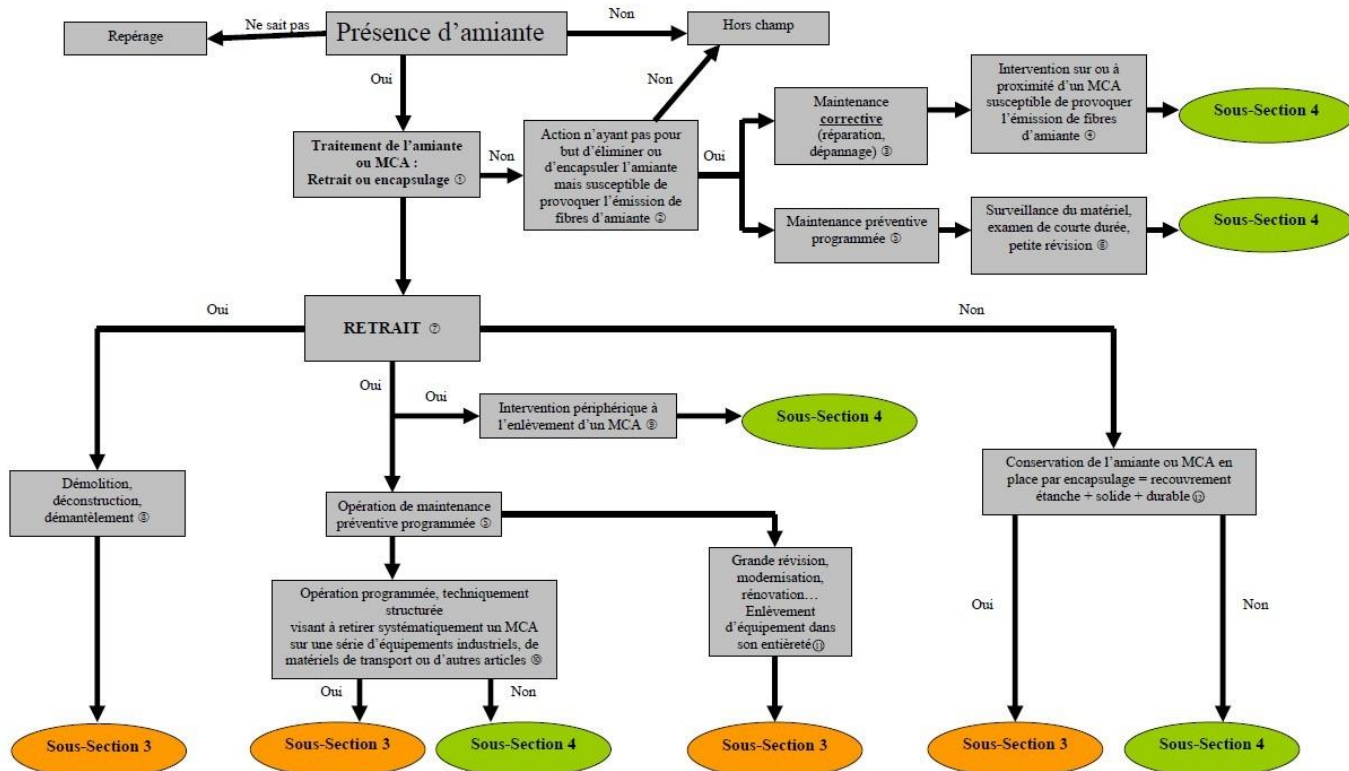 Repérage
Ne sait pas
Présence d’amiante
Non
Hors champ
Oui
Non
Traitement de l’amiante
ou MCA :
Retrait ou encapsulage ①
Non
Action n’ayant pas pour
but d’éliminer ou
d’encapsuler l’amiante
mais susceptible de
provoquer l’émission de
fibres d’amiante ②
Oui
Maintenance
corrective
(réparation,
dépannage) ③
Intervention sur ou à
proximité d’un MCA
susceptible de provoquer
l’émission de fibres
d’amiante ④
Sous-Section 4
Maintenance préventive
programmée ⑤
Surveillance du matériel,
examen de courte durée,
petite révision ⑥
Sous-Section 4
Oui
RETRAIT ⑦
Non
Oui
Oui
Intervention périphérique à
l’enlèvement d’un MCA ⑨
Sous-Section 4
Démolition,
déconstruction,
démantèlement ⑧
Opération de maintenance
préventive programmée ⑤
Conservation de l’amiante ou MCA en
place par encapsulage = recouvrement
étanche + solide + durable ⑫
Opération programmée, techniquement
structurée
visant à retirer systématiquement un MCA
sur une série d’équipements industriels, de
matériels de transport ou d’autres articles ⑩
Grande révision,
modernisation,
rénovation…
Enlèvement
d’équipement dans
son entièreté ⑪
Oui
Non
Oui
Non
Sous-Section 3
Sous-Section 3
Sous-Section 4
Sous-Section 3
Sous-Section 3
Sous-Section 4